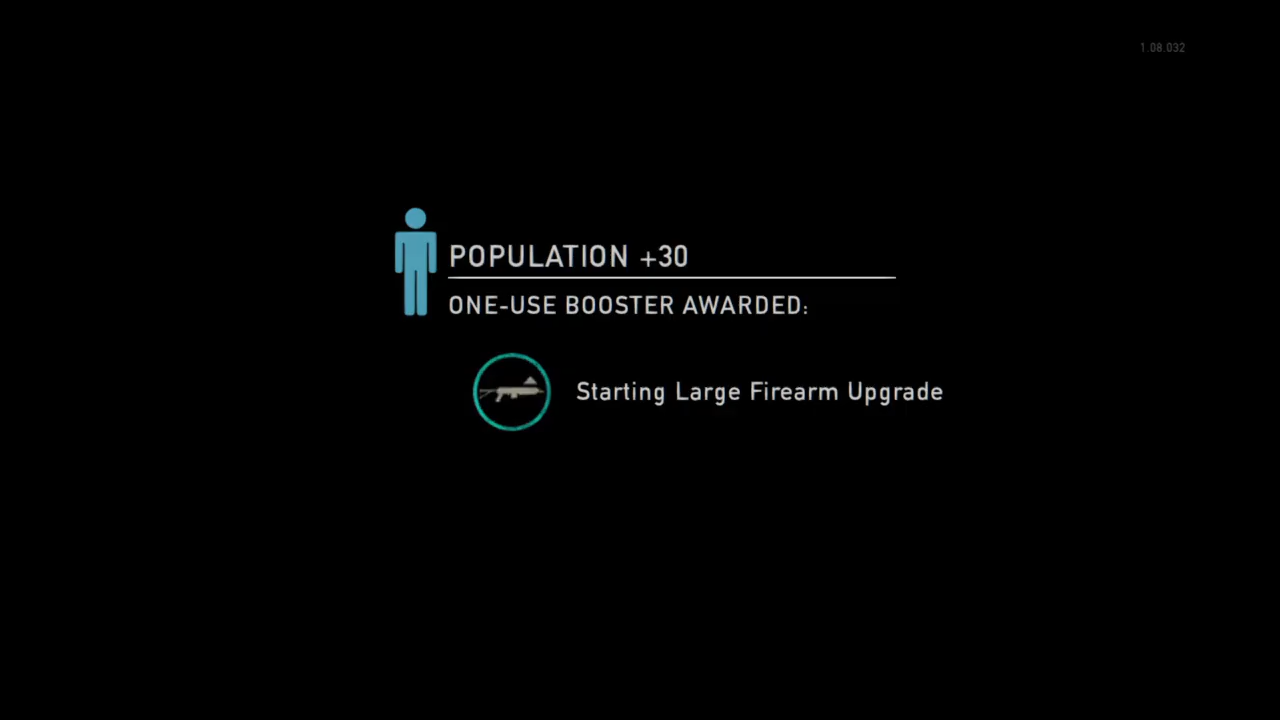 1.08.032
POPULATION +30
ONE-USE BOOSTER AWARDED:
Starting Large Firearm Upgrade